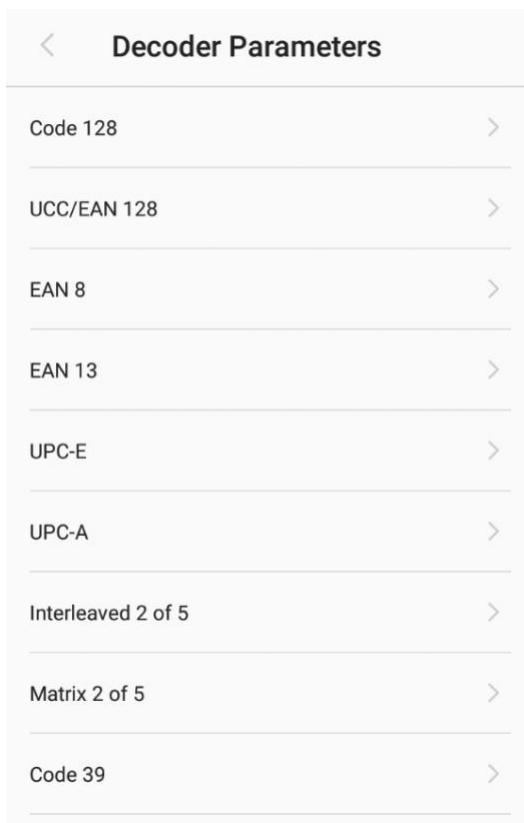 Decoder Parameters
Code 128
UCC/EAN 128
EAN 8
EAN 13
UPC-E
UPC-A
Interleaved 2 of 5
Matrix 2 of 5
Code 39